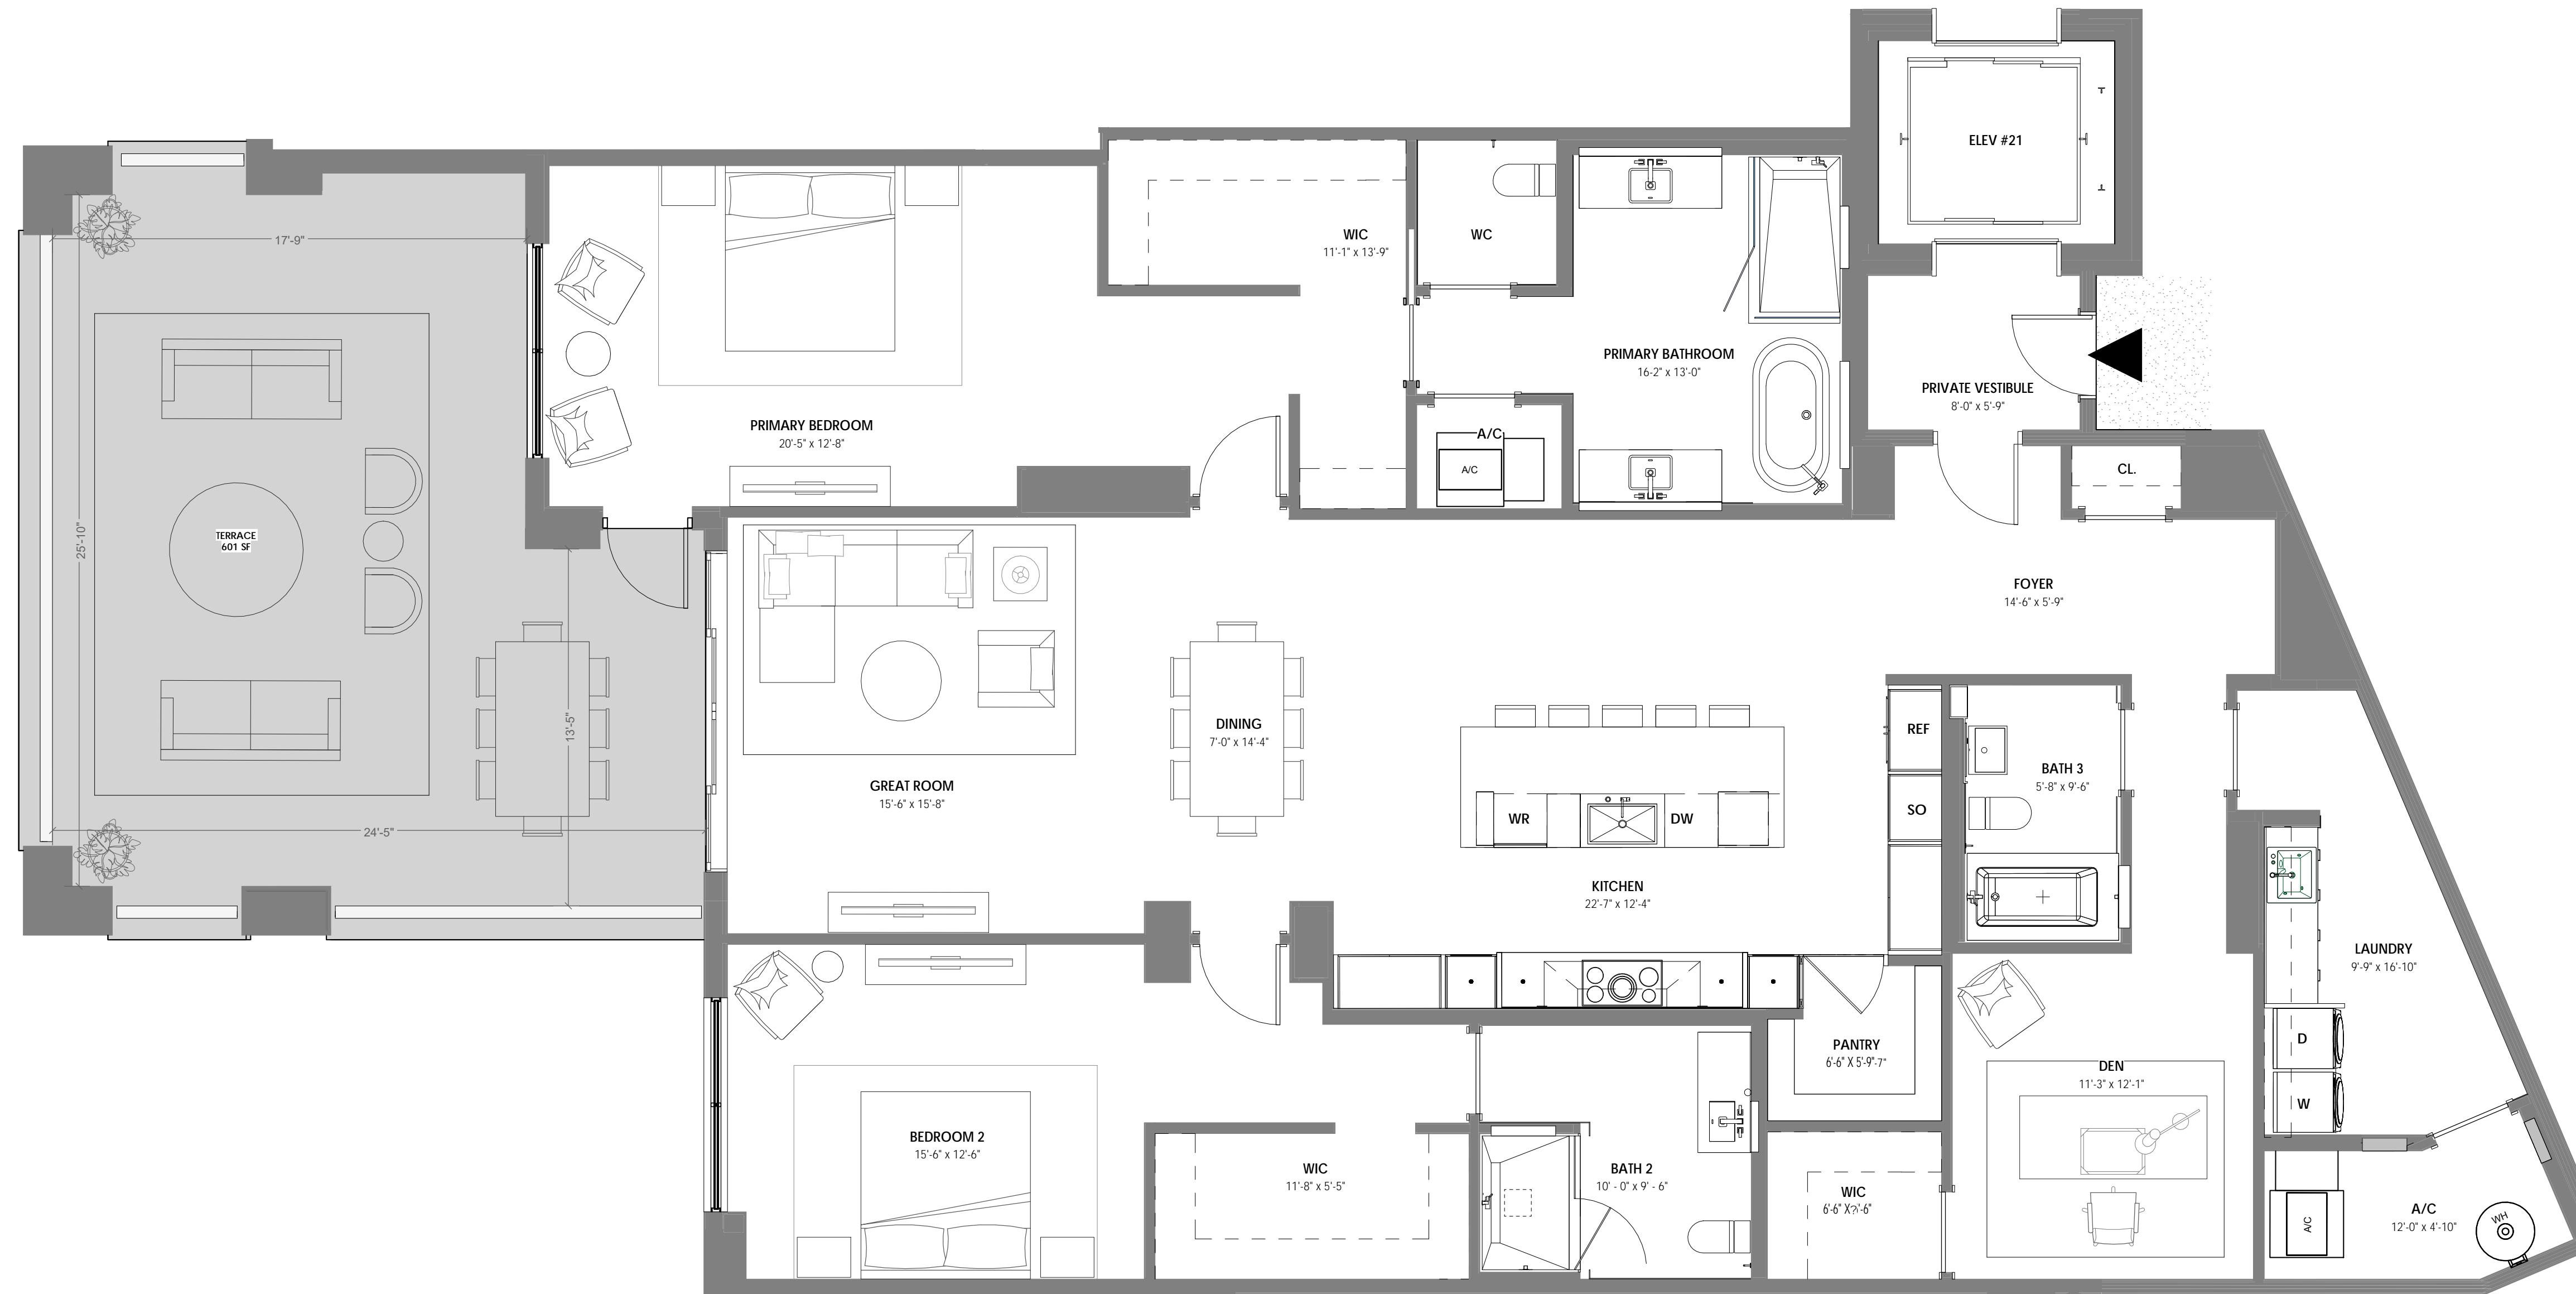 ELEV #21
17'-9"
WIC
11'-1" x 13'-9"
WC
PRIMARY BATHROOM
16-2" x 13'-0"
PRIVATE VESTIBULE
8'-0" x 5'-9"
PRIMARY BEDROOM
20'-5" x 12'-8"
A/C
A/C
CL.
TERRACE
601 SF
25'-10"
FOYER
14'-6" x 5'-9"
13'-5"
DINING
7'-0" x 14'-4"
REF
BATH 3
5'-8" x 9'-6"
GREAT ROOM
15'-6" x 15'-8"
SO
WR
DW
24'-5"
KITCHEN
22'-7" x 12'-4"
LAUNDRY
9'-9" x 16'-10"
D
PANTRY
6'-6" X 5'-9"-7"
DEN
11'-3" x 12'-1"
W
BEDROOM 2
15'-6" x 12'-6"
WIC
11'-8" x 5'-5"
BATH 2
10' - 0" x 9' - 6"
WIC
6'-6"
A/C
12'-0" x 4'-10"
A/C
WH